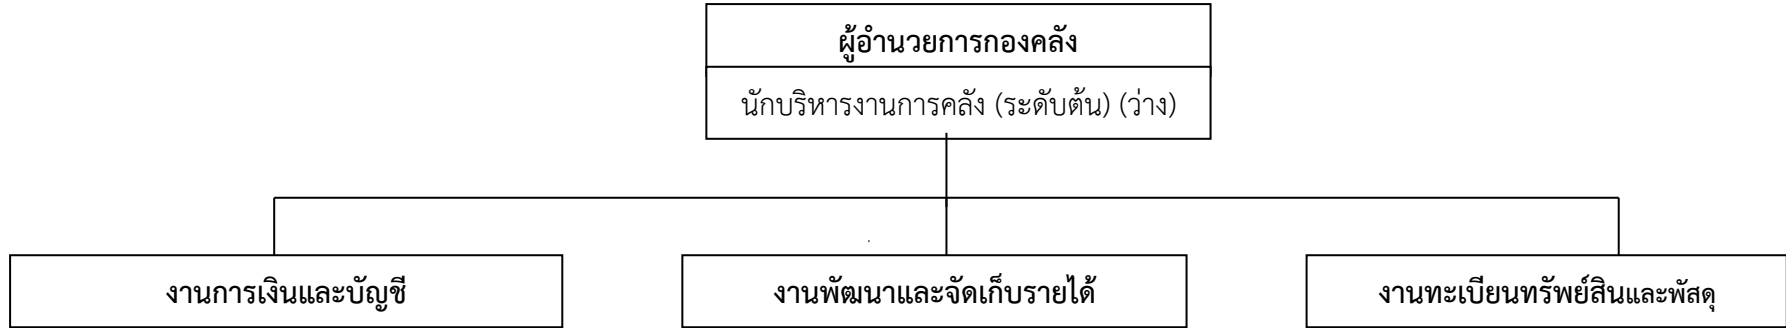 ผู้อำนวยการกองคลัง
นักบริหารงานการคลัง (ระดับต้น) (ว่าง)
งานการเงินและบัญชี
งานพัฒนาและจัดเก็บรายได้
งานทะเบียนทรัพย์สินและพัสดุ